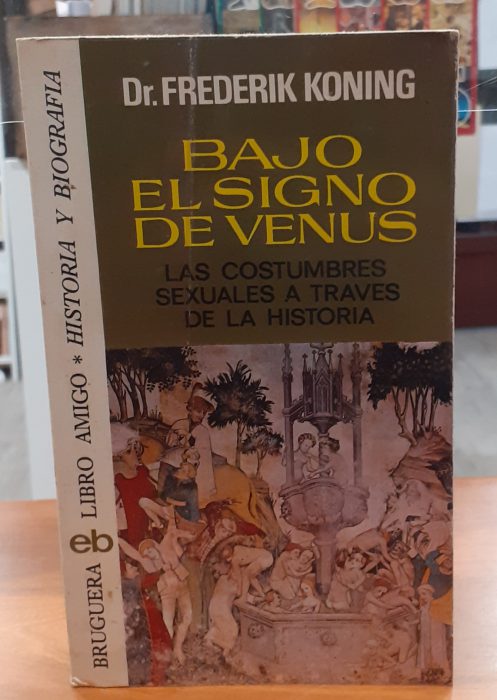 Dr. FREDERIK KONING
BAJO
EL SIGNO
DE VENUS
LAS COSTUMBRES
SEXUALES A TRAVES
DE LA HISTORIA
BRUGUERA eb LIBRO AMIGO * HISTORIA Y BIOGRAFIA